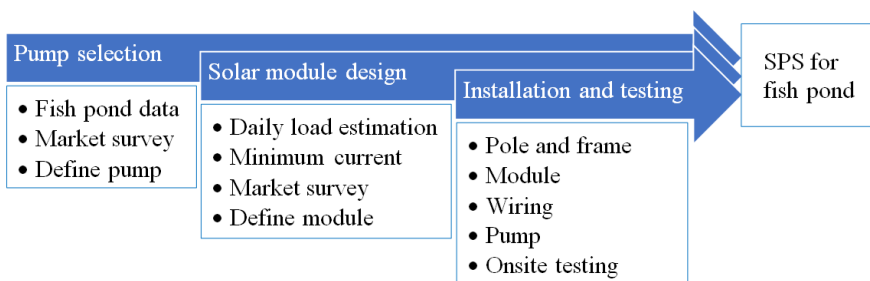 Pump selection
• Fish pond data
• Market survey
• Define pump
Solar module design
• Daily load estimation
• Minimum current
• Market survey
• Define module
Installation and testing
• Pole and frame
• Module
• Wiring
• Pump
• Onsite testing
SPS for
fish pond